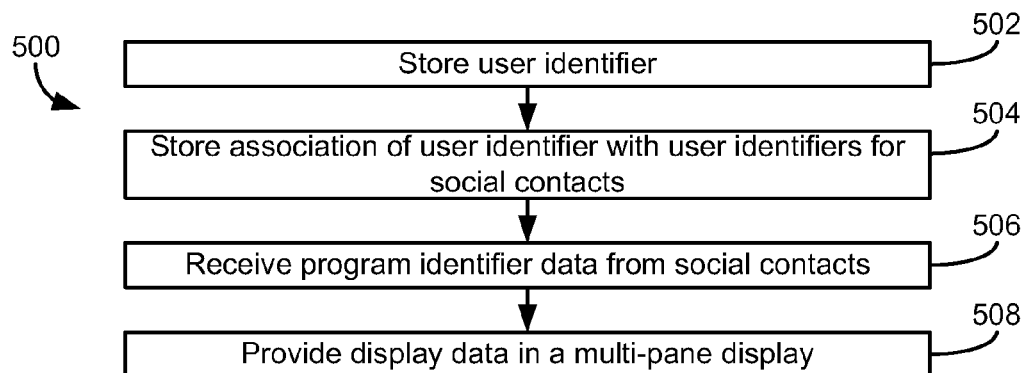 500
502
Store user identifier
504
Store association of user identifier with user identifiers for
social contacts
506
Receive program identifier data from social contacts
508
Provide display data in a multi-pane display